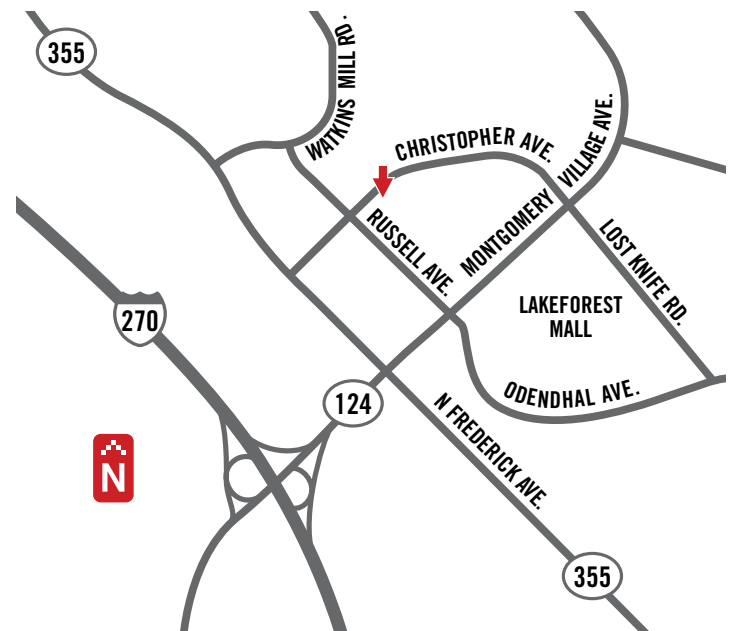 355
WATKINS MILL RD.
CHRISTOPHER AVE.
MONTGOMERY VILLAGE AVE.
RUSSELL AVE.
LOST KNIFE RD.
LAKEFOREST
MALL
270
124
ODENDHAL AVE.
N FREDERICK AVE.
N
355